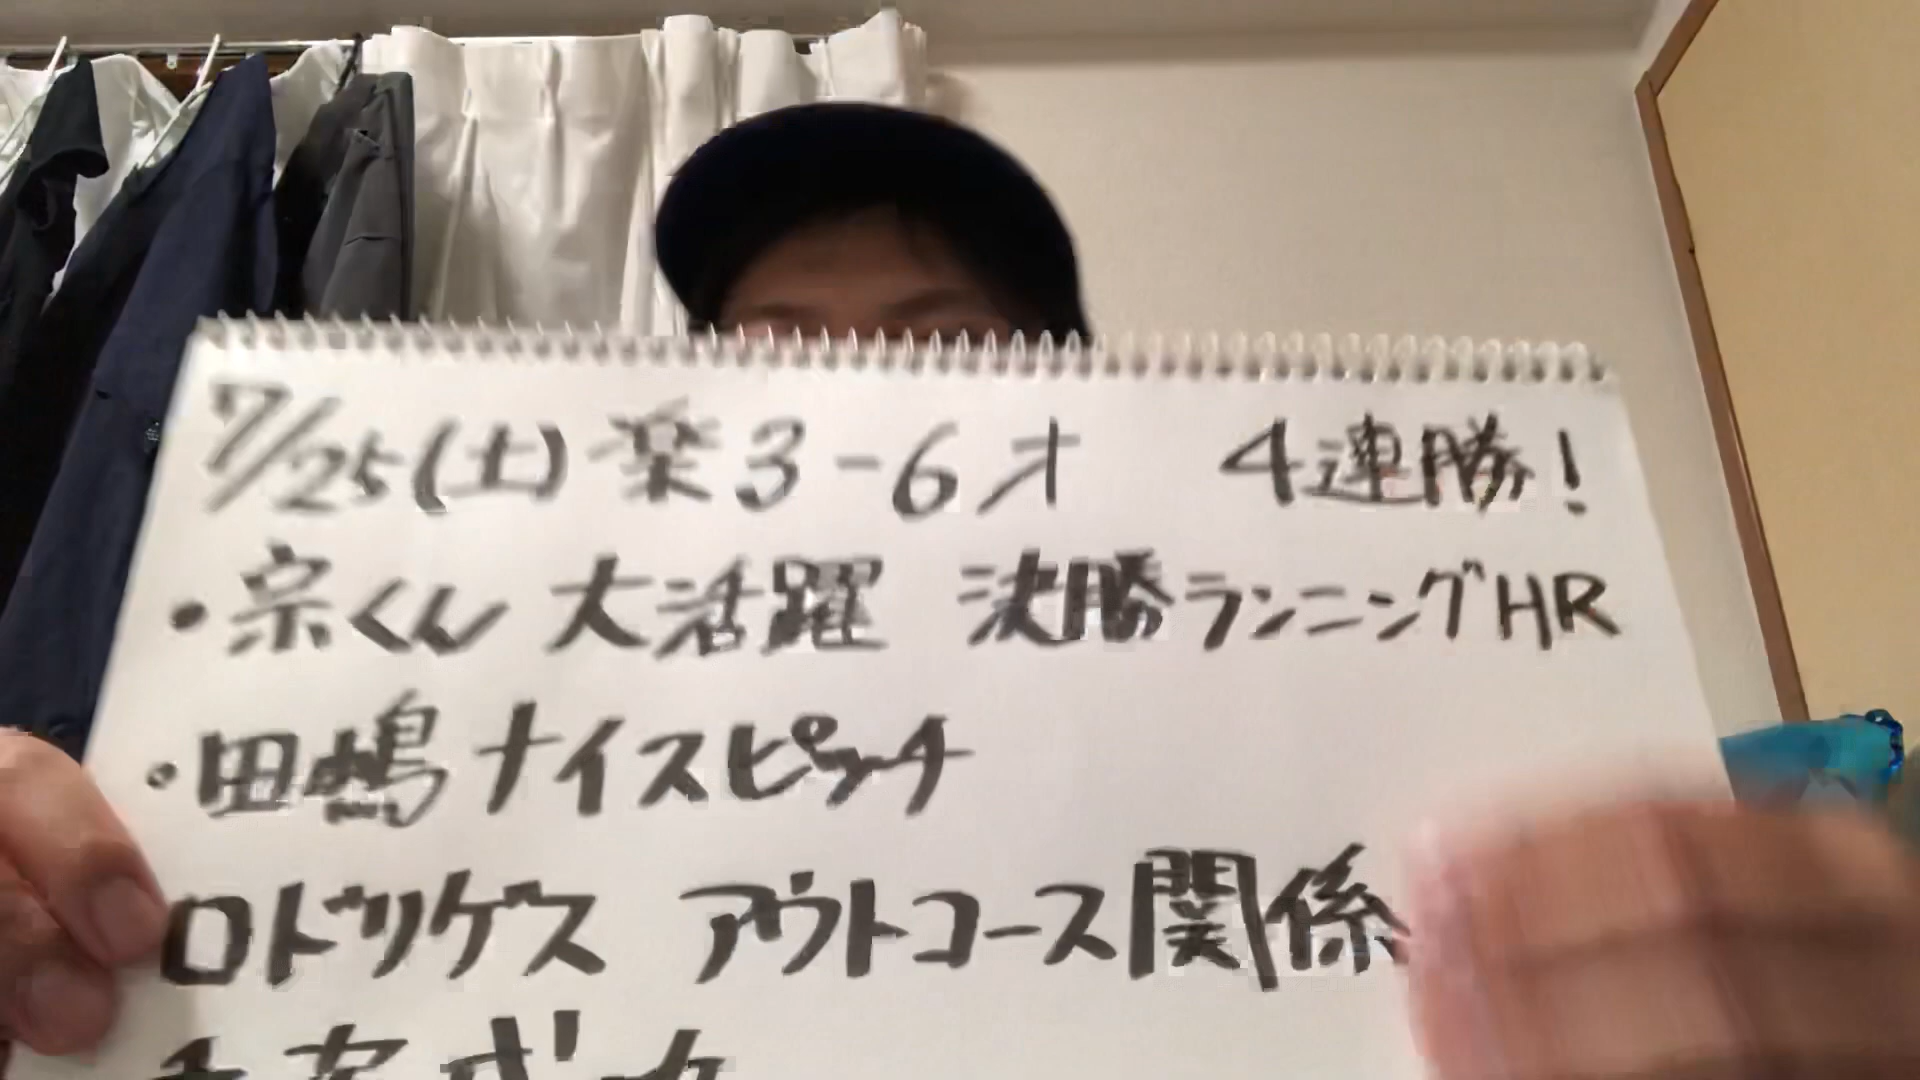 7/25(土) 楽3-6オ 4連勝!
・宗くん 大活躍 決勝ランニングHR
・田嶋ナイスピッチ
ロドリゲス アウトコース関係